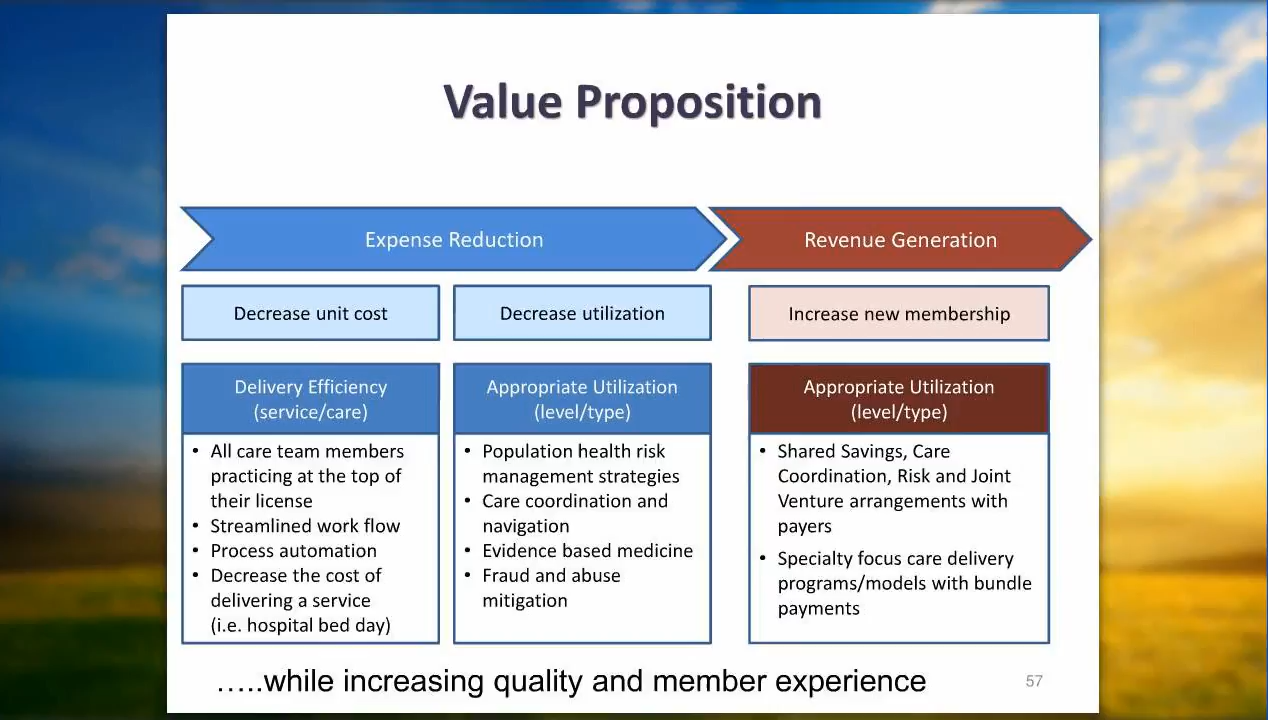 Value Proposition
Expense Reduction
Revenue Generation
Decrease unit cost
Decrease utilization
Increase new membership
Delivery Efficiency
(service/care)
• All care team members
practicing at the top of
their license
• Streamlined work flow
• Process automation
• Decrease the cost of
delivering a service
(i.e. hospital bed day)
Appropriate Utilization
(level/type)
• Population health risk
management strategies
• Care coordination and
navigation
• Evidence based medicine
• Fraud and abuse
mitigation
Appropriate Utilization
(level/type)
• Shared Savings, Care
Coordination, Risk and Joint
Venture arrangements with
payers
• Specialty focus care delivery
programs/models with bundle
payments
…..while increasing quality and member experience
57